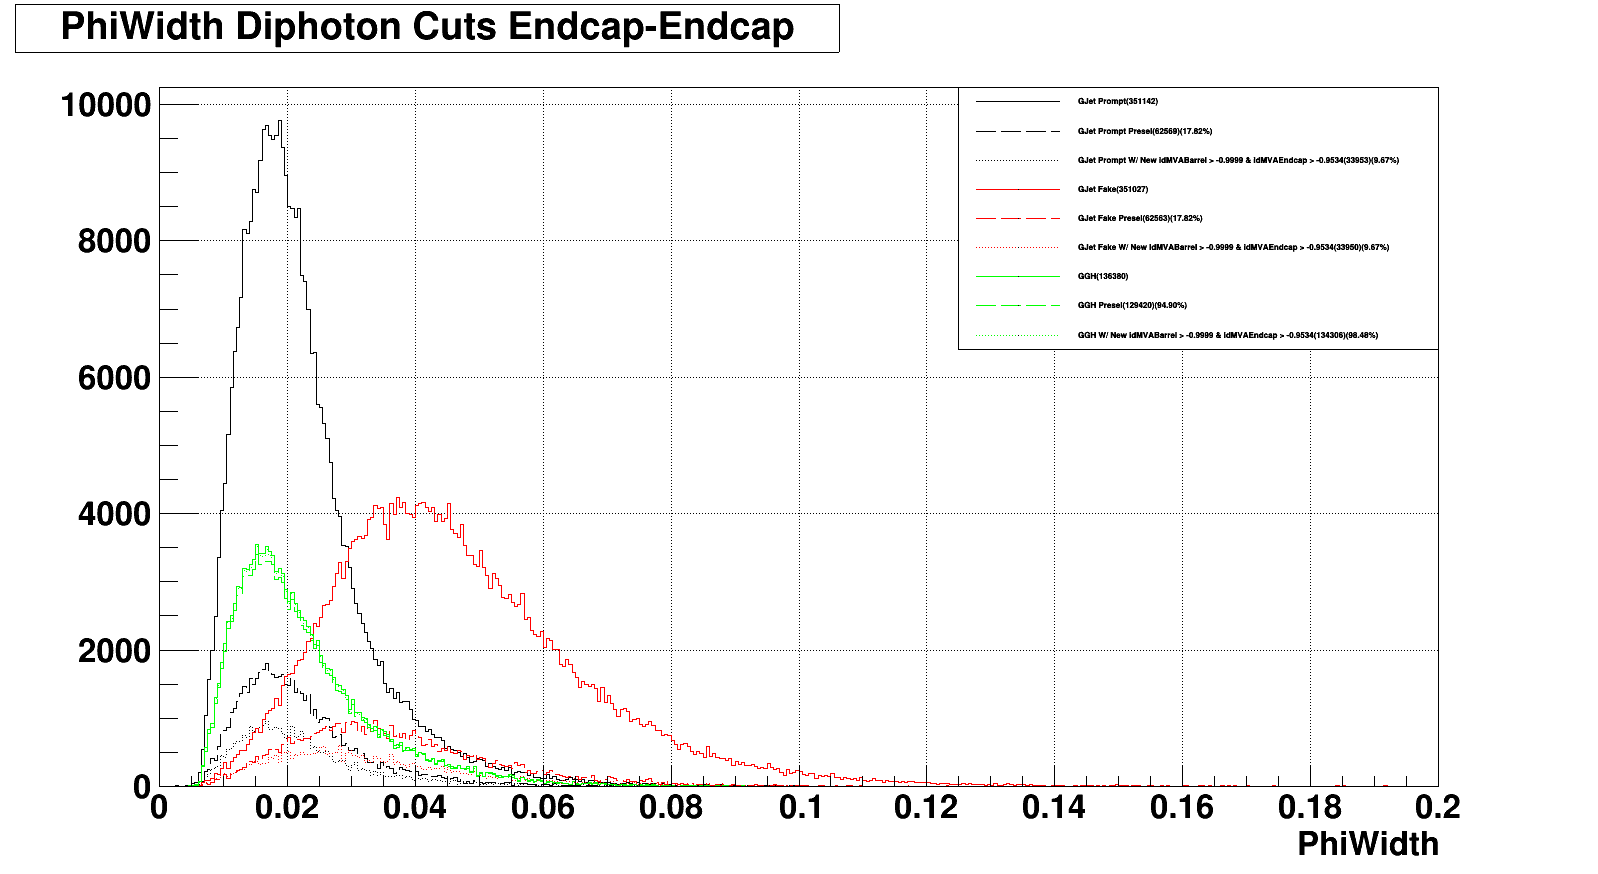 PhiWidth Diphoton Cuts Endcap-Endcap
10000
8000
6000
4000
2000
0
0 0.02 0.04 0.06 0.08 0.1 0.12 0.14 0.16 0.18 0.2
PhiWidth
GJet Prompt(351142)
GJet Prompt Presel(62569)(17.82%)
GJet Prompt W/ New idMVABarrel > -0.9999 & idMVAEndcap > -0.9534(33953)(9.67%)
GJet Fake(351027)
GJet Fake Presel(62563)(17.82%)
GJet Fake W/ New idMVABarrel > -0.9999 & idMVAEndcap > -0.9534(33950)(9.67%)
GGH(136380)
GGH Presel(129420)(94.90%)
GGH W/ New idMVABarrel > -0.9999 & idMVAEndcap > -0.9534(134306)(98.48%)